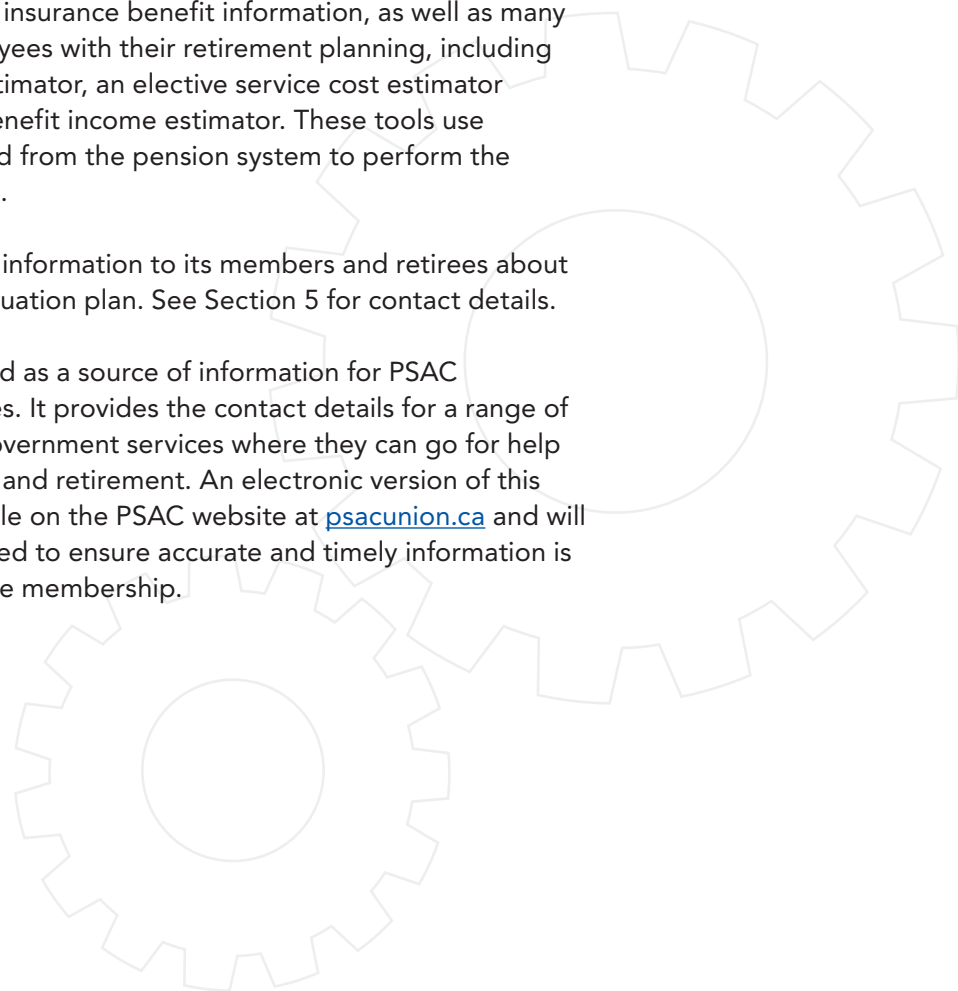 insurance benefit information, as well as many
yees with their retirement planning, including
timator, an elective service cost estimator
enefit income estimator. These tools use
d from the pension system to perform the
.
information to its members and retirees about
uation plan. See Section 5 for contact details.
d as a source of information for PSAC
s. It provides the contact details for a range of
overnment services where they can go for help
and retirement. An electronic version of this
le on the PSAC website at psacunion.ca and will
ed to ensure accurate and timely information is
e membership.